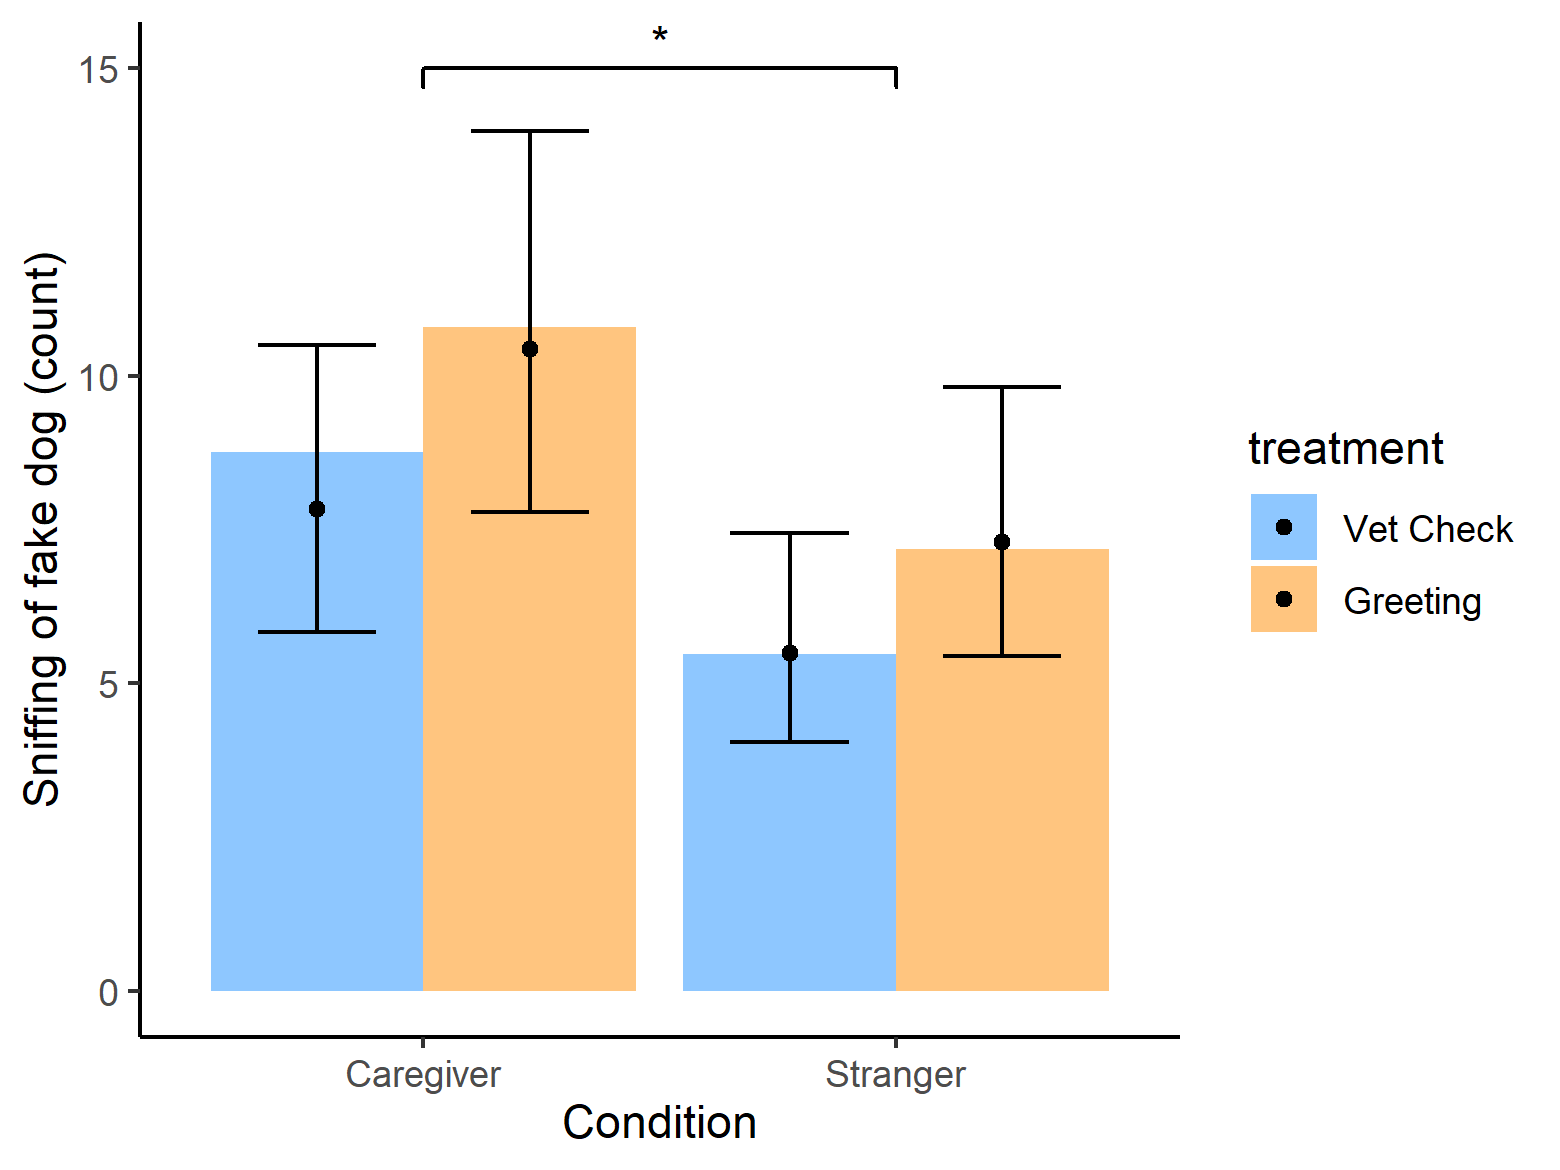 *
15
10
5
0
Sniffing of fake dog (count)
Caregiver
Stranger
Condition
treatment
Vet Check
Greeting